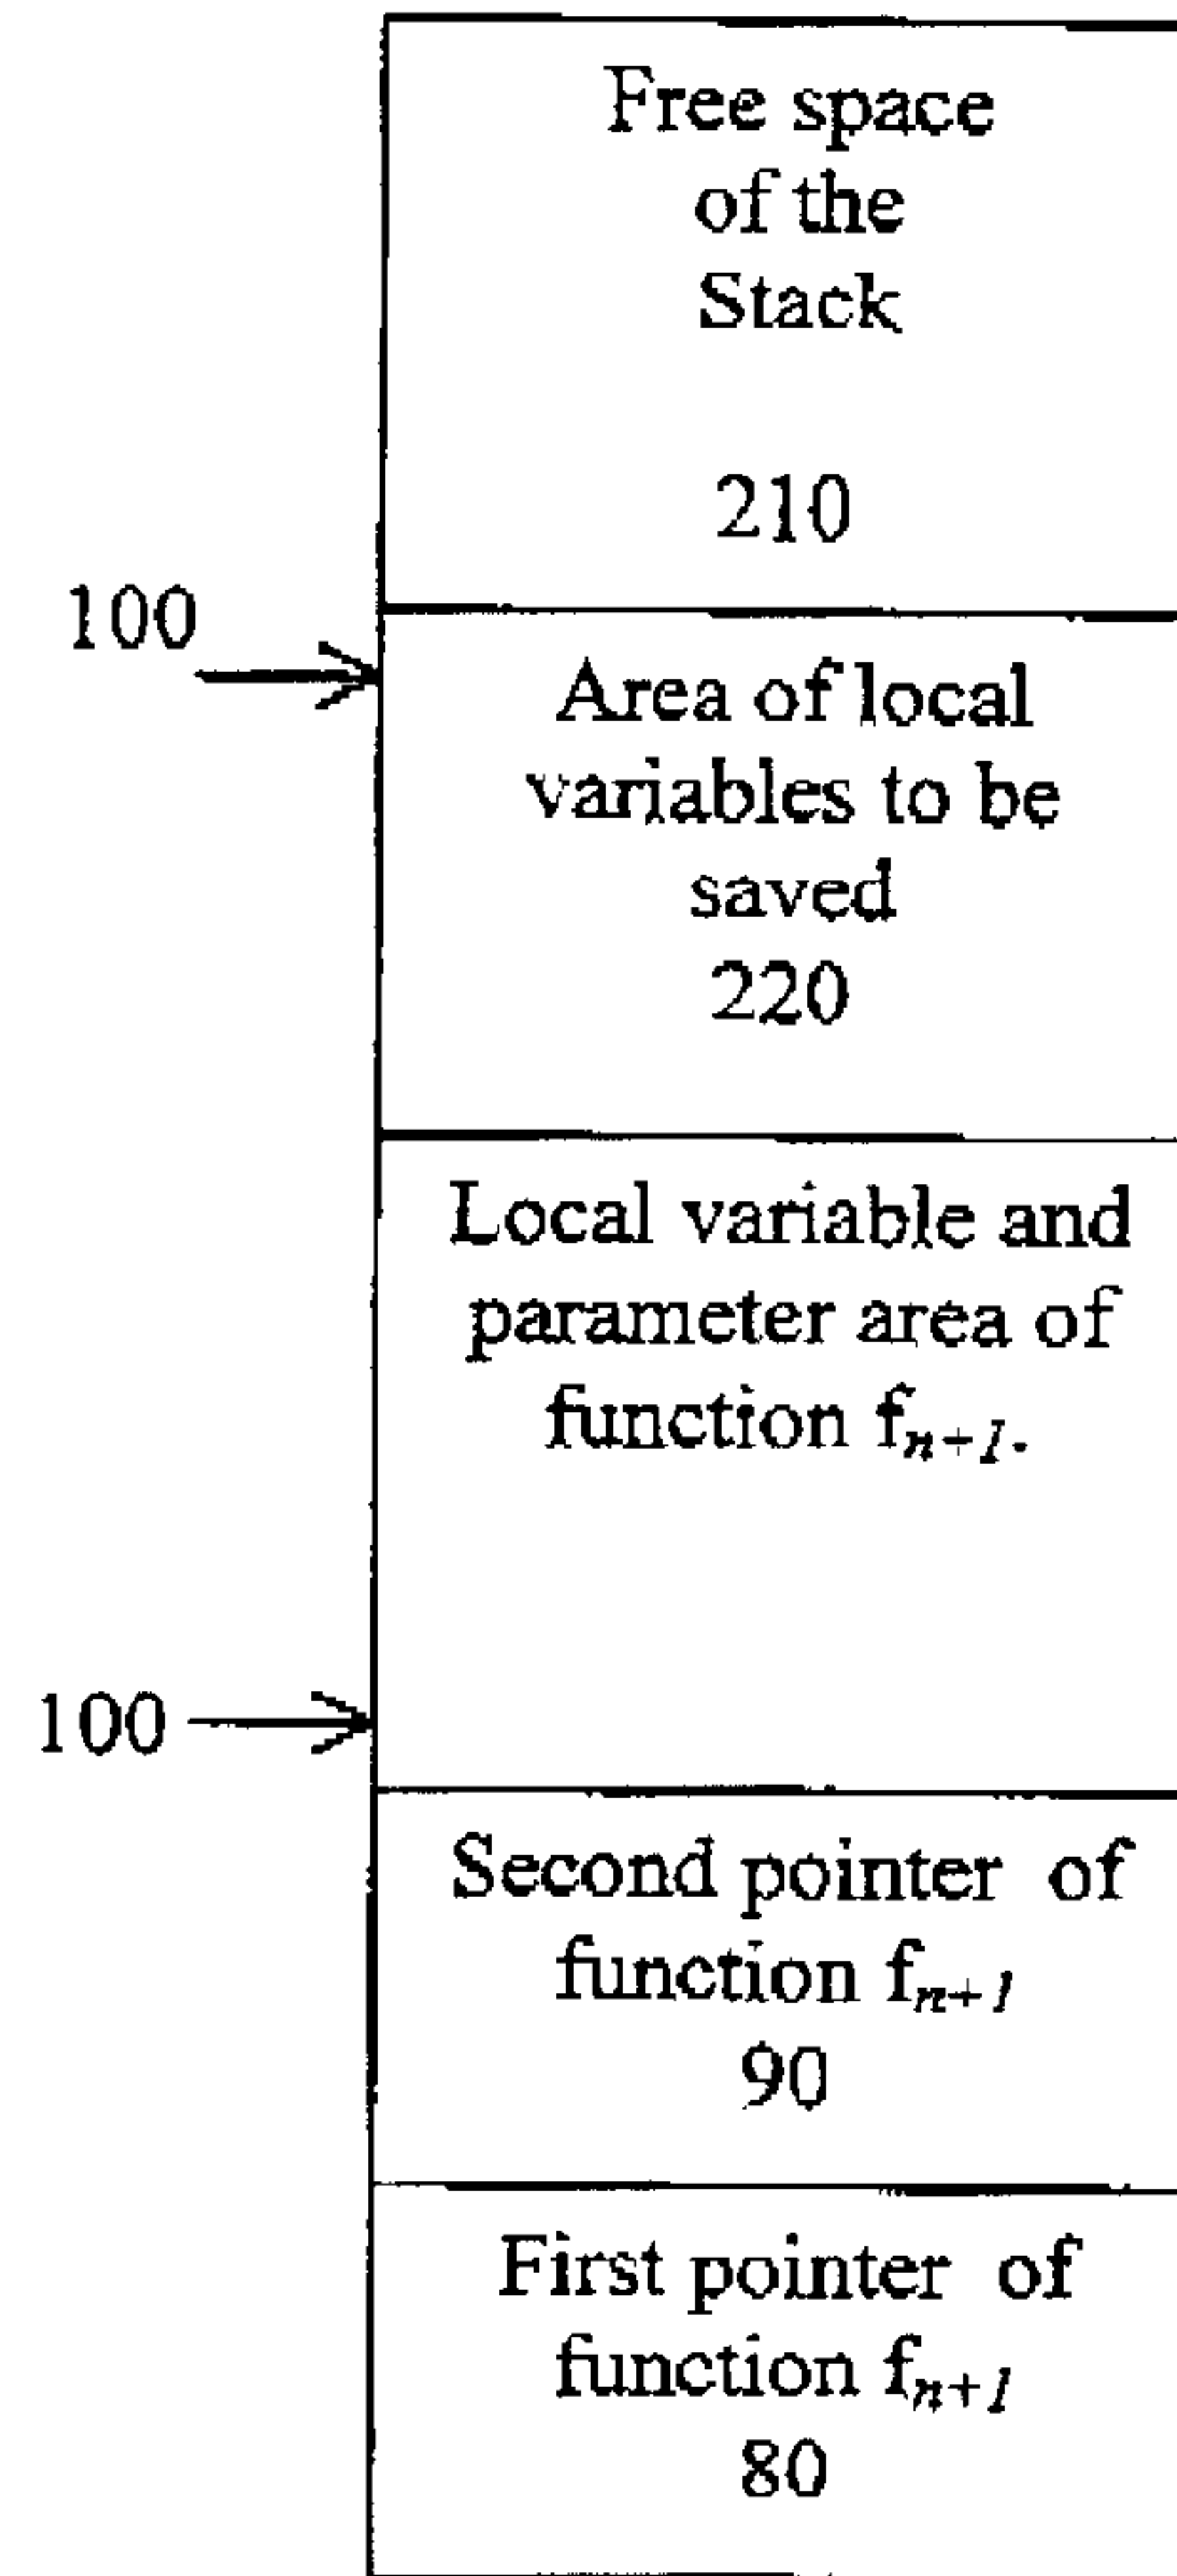 Free space
of the
Stack
210
100
Area of local
variables to be
saved
220
Local variable and
parameter area of
function fₙ₊₁.
100
Second pointer of
function fₙ₊₁
90
First pointer of
function fₙ₊₁
80